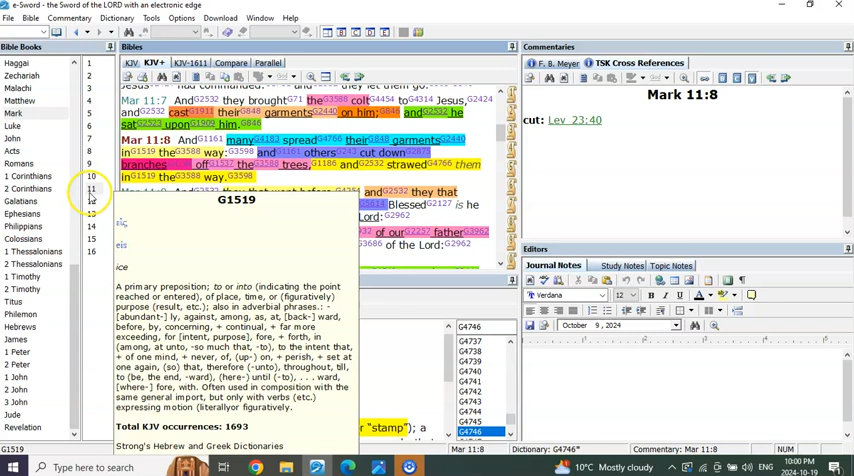 e-Sword - the Sword of the LORD with an electronic edge
File Bible Commentary Dictionary Tools Options Download Window Help
Bible Books
Haggai
Zechariah
Malachi
Matthew
Mark
Luke
John
Acts
Romans
1 Corinthians
2 Corinthians
Galatians
Ephesians
Philippians
Colossians
1 Thessalonians
2 Thessalonians
1 Timothy
2 Timothy
Titus
Philemon
Hebrews
James
1 Peter
2 Peter
1 John
2 John
3 John
Jude
Revelation
1
2
3
4
5
6
7
8
9
10
11
12
13
14
15
16
Bibles
KJV KJV+ KJV-1611 Compare Parallel
Mar 11:7 AndG2532 they broughtG71 theG3588 coltG4454 toG4314 Jesus,G2424
andG2532 castG1911 theirG848 garmentsG2440 on him;G846 andG2532 he
satG2523 uponG1909 him.G846
Mar 11:8 AndG1161 manyG4183 spreadG4766 theirG848 garmentsG2440
inG1519 theG3588 way:G3598 andG1161 othersG243 cut downG2875
branchesG4746 offG1537 theG3588 trees,G1186 andG2532 strawedG4766 them
inG1519 theG3588 way.G3598
andG2532 they that
BlessedG2127 is he
Lord:G2962
of ourG2257 fatherG3962
of the Lord:
G1519
εἰς
eis
ice
A primary preposition; to or into (indicating the point
reached or entered), of place, time, or (figuratively)
purpose (result, etc.); also in adverbial phrases.: -
[abundant-] ly, against, among, as, at, [back-] ward,
before, by, concerning, + continual, + far more
exceeding, for [intent, purpose], fore, + forth, in
(among, at unto, -so much that, -to), to the intent that,
+ of one mind, + never, of, (up-) on, + perish, + set at
one again, (so) that, therefore (-unto), throughout, till,
to (be, the end, -ward), (here-) until (-to), . . . ward,
[where-] fore, with. Often used in composition with the
same general import, but only with verbs (etc.)
expressing motion (literallyor figuratively.
Total KJV occurrences: 1693
Strong's Hebrew and Greek Dictionaries
or “stamp”); a
G4746
G4737
G4738
G4739
G4740
G4741
G4742
G4743
G4744
G4745
G4746
Commentaries
F. B. Meyer TSK Cross References
Mark 11:8
cut: Lev 23:40
Editors
Journal Notes Study Notes Topic Notes
Verdana 12
October 9 , 2024
G1519 Mar 11:8 Dictionary: G4746* Commentary: Mar 11:8 NUM
Type here to search
10°C Mostly cloudy
ENG
10:00 PM
2024-10-19